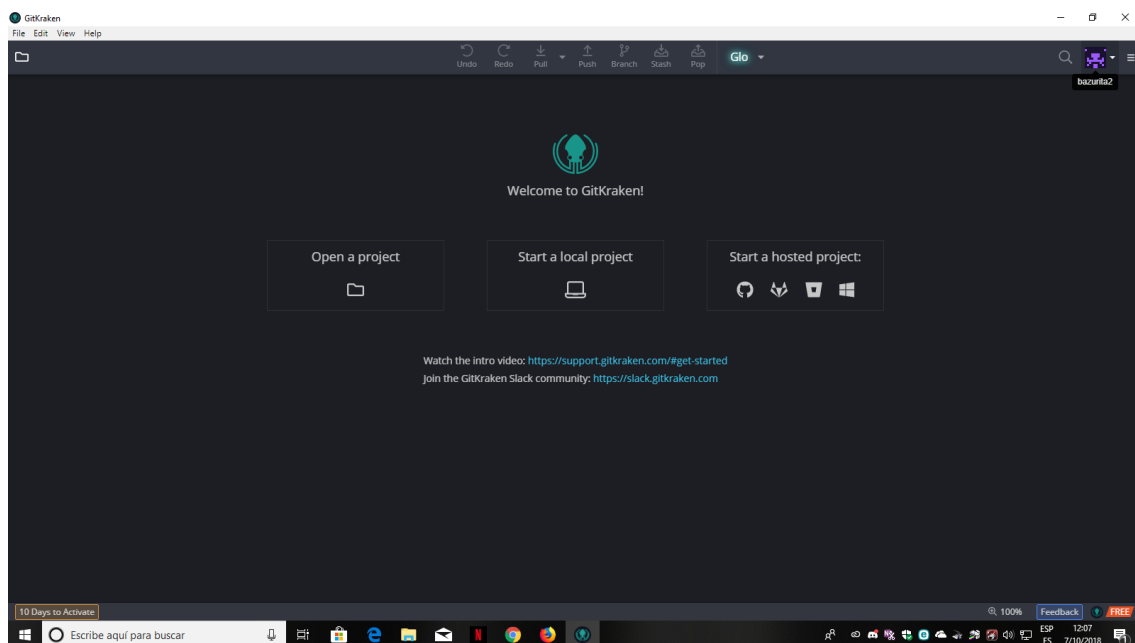 GitKraken
File Edit View Help
Undo Redo Pull Push Branch Stash Pop Glo
bazurita2
Welcome to GitKraken!
Open a project
Start a local project
Start a hosted project:
Watch the intro video: https://support.gitkraken.com/#get-started
Join the GitKraken Slack community: https://slack.gitkraken.com
10 Days to Activate
100% Feedback FREE
Escribe aquí para buscar
ESP 12:07
ES 7/10/2018